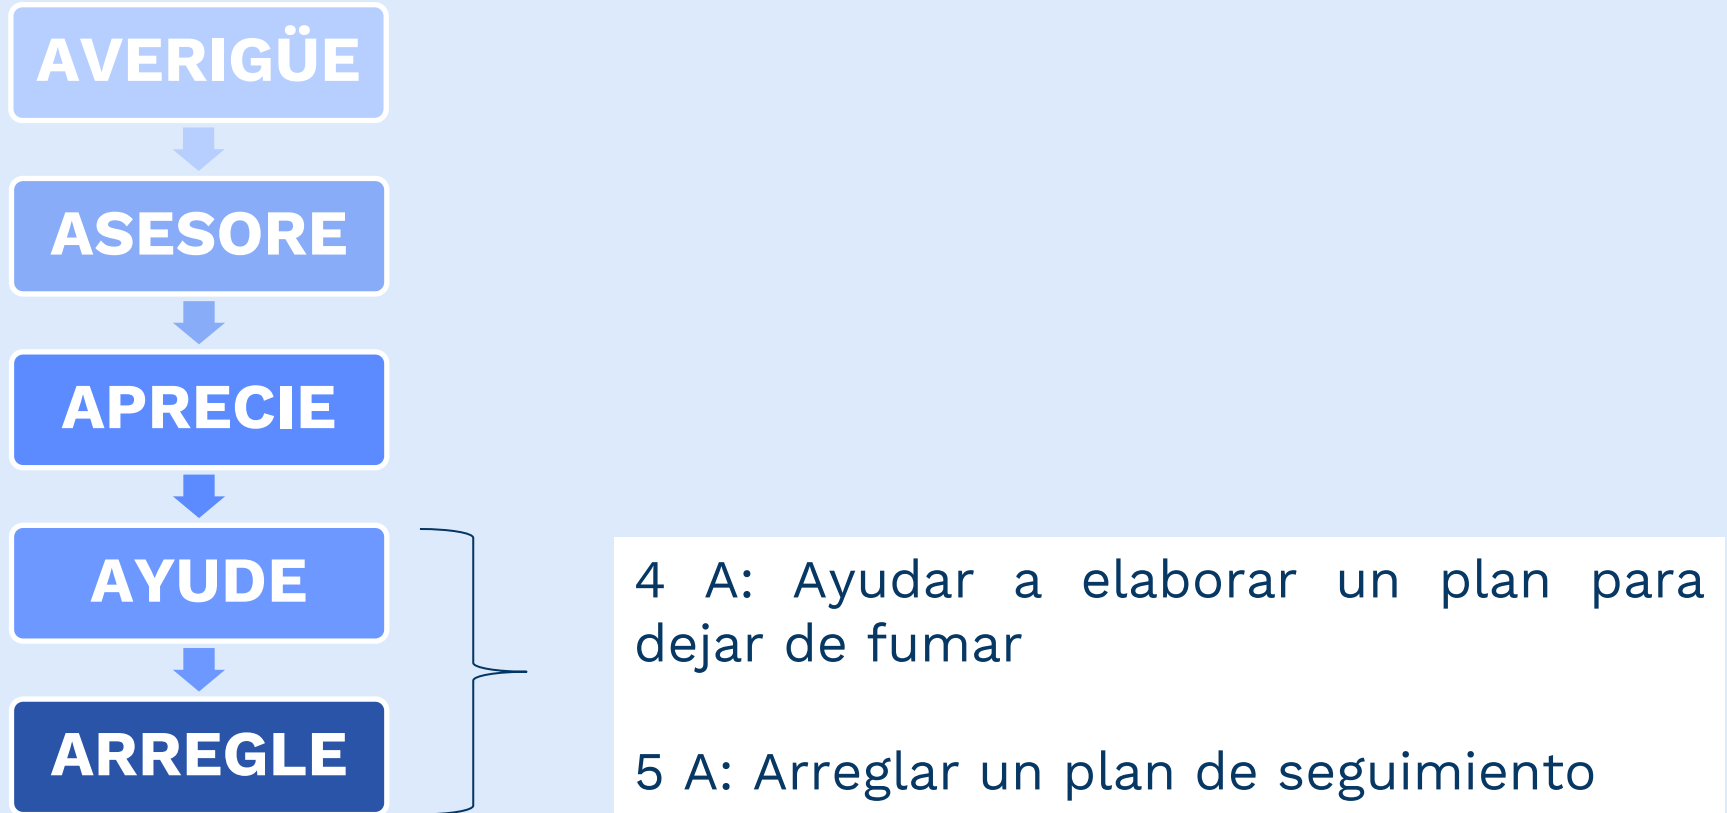 AVERIGÜE
ASESORE
APRECIE
AYUDE
ARREGLE
4 A: Ayudar a elaborar un plan para
dejar de fumar
5 A: Arreglar un plan de seguimiento